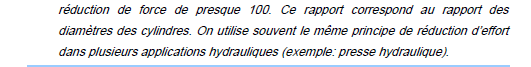 réduction de force de presque 100. Ce rapport correspond au rapport des
diamètres des cylindres. On utilise souvent le même principe de réduction d'effort
dans plusieurs applications hydrauliques (exemple: presse hydraulique).